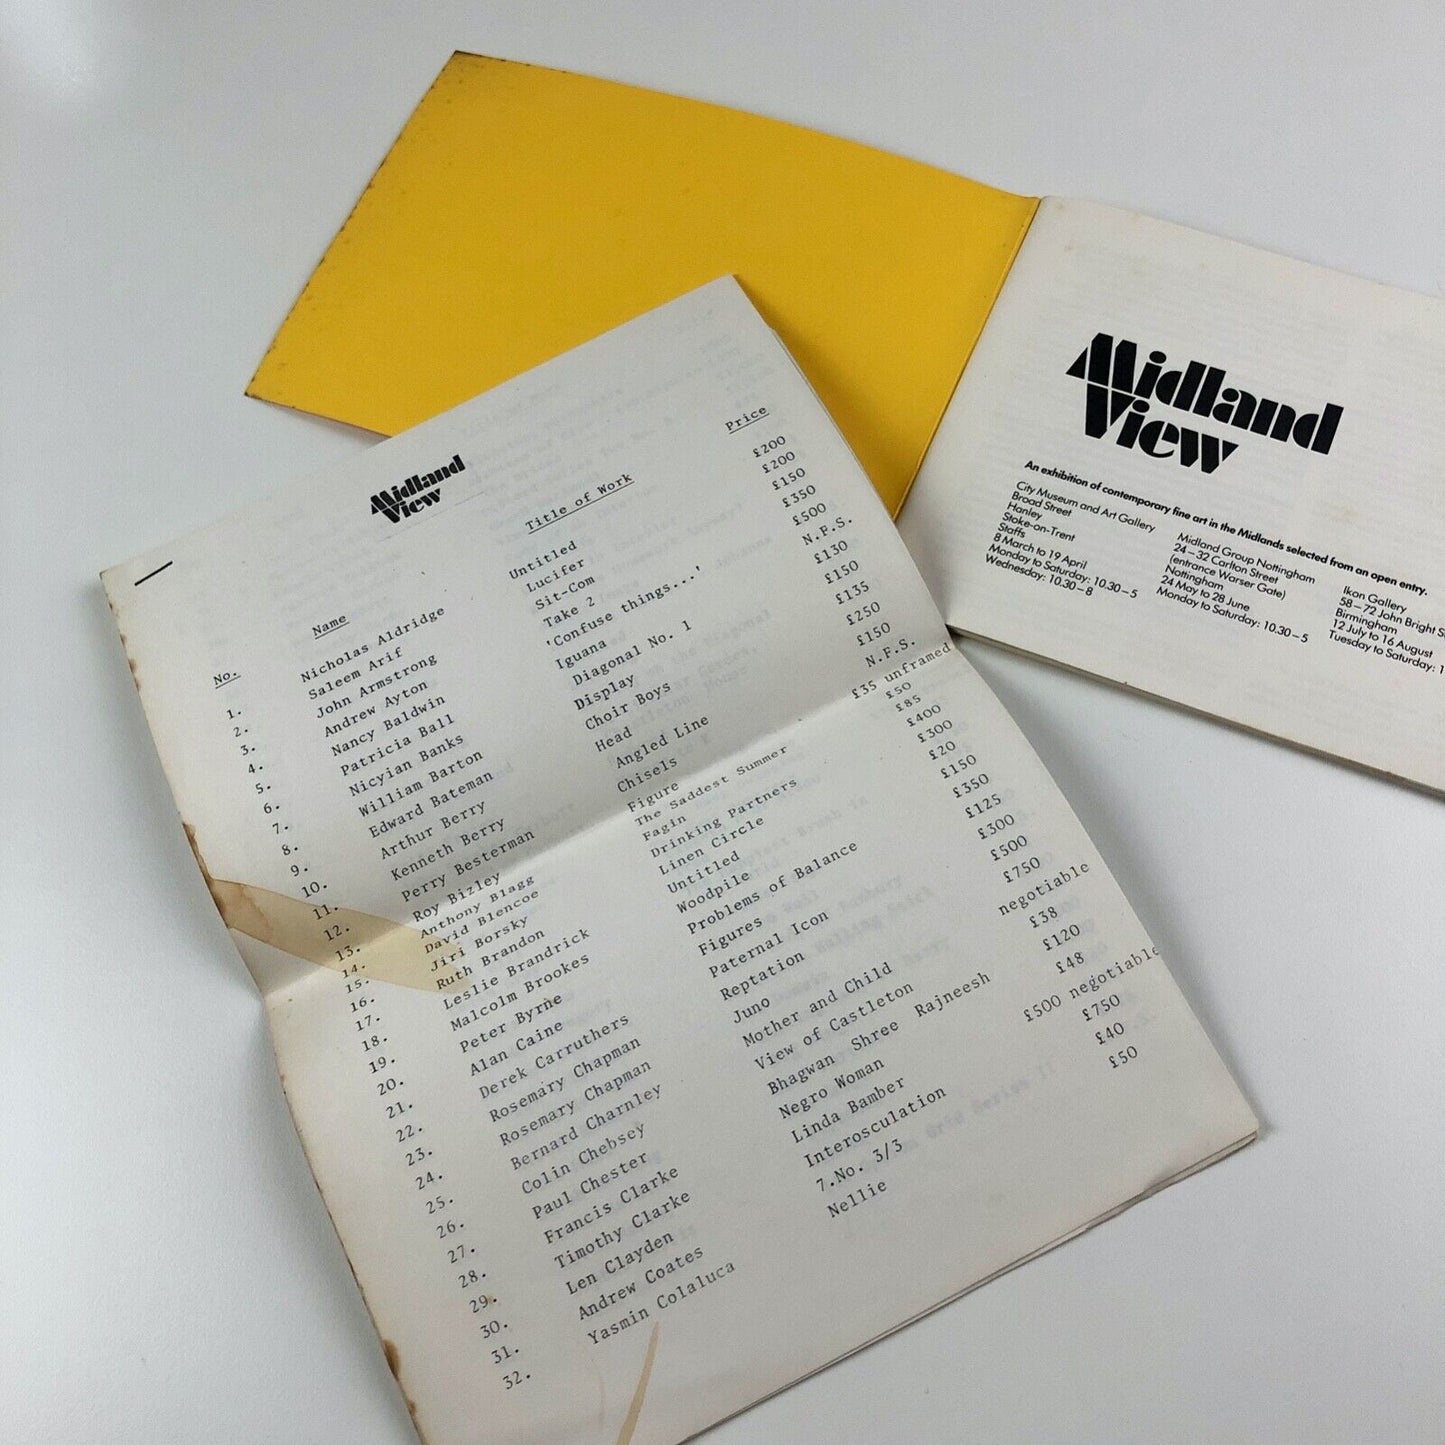 Midland
View
No. Name Title of Work Price
1. Nicholas Aldridge Untitled £200
2. Saleem Arif Lucifer £200
3. John Armstrong Sit-Com £150
4. Andrew Ayton Take 2 £350
5. Nancy Baldwin 'Confuse things...' £500
6. Patricia Ball Iguana N.F.S.
7. Nicyian Banks Diagonal No. 1 £130
8. William Barton Display £150
9. Edward Bateman Choir Boys £135
10. Arthur Berry Head £250
11. Kenneth Berry Angled Line £150
12. Perry Besterman Chisels N.F.S.
13. Roy Bizley Figure £35 unframed
14. Anthony Blagg The Saddest Summer £50
15. David Blencoe Fagin £85
16. Jiri Borsky Drinking Partners £400
17. Ruth Brandon Linen Circle £300
18. Leslie Brandrick Untitled £20
19. Malcolm Brookes Woodpile £150
20. Peter Byrne Problems of Balance £350
21. Alan Caine Figures £125
22. Derek Carruthers Paternal Icon £300
23. Rosemary Chapman Reptation £500
24. Rosemary Chapman Juno £750
25. Bernard Charnley Mother and Child negotiable
26. Colin Chebsey View of Castleton £38
27. Paul Chester Bhagwan Shree Rajneesh £120
28. Francis Clarke Negro Woman £48
29. Timothy Clarke Linda Bamber £500 negotiable
30. Len Clayden Interosculation £750
31. Andrew Coates 7.No. 3/3 £40
32. Yasmin Colaluca Nellie £50
Midland
View
An exhibition of contemporary fine art in the Midlands selected from an open entry.
City Museum and Art Gallery
Broad Street
Hanley
Stoke-on-Trent
Staffs
8 March to 19 April
Monday to Saturday: 10.30–5
Wednesday: 10.30–8
Midland Group Nottingham
24–32 Carlton Street
(entrance Warser Gate)
Nottingham
24 May to 28 June
Monday to Saturday: 10.30–5
Ikon Gallery
58–72 John Bright S
Birmingham
12 July to 16 August
Tuesday to Saturday: 1